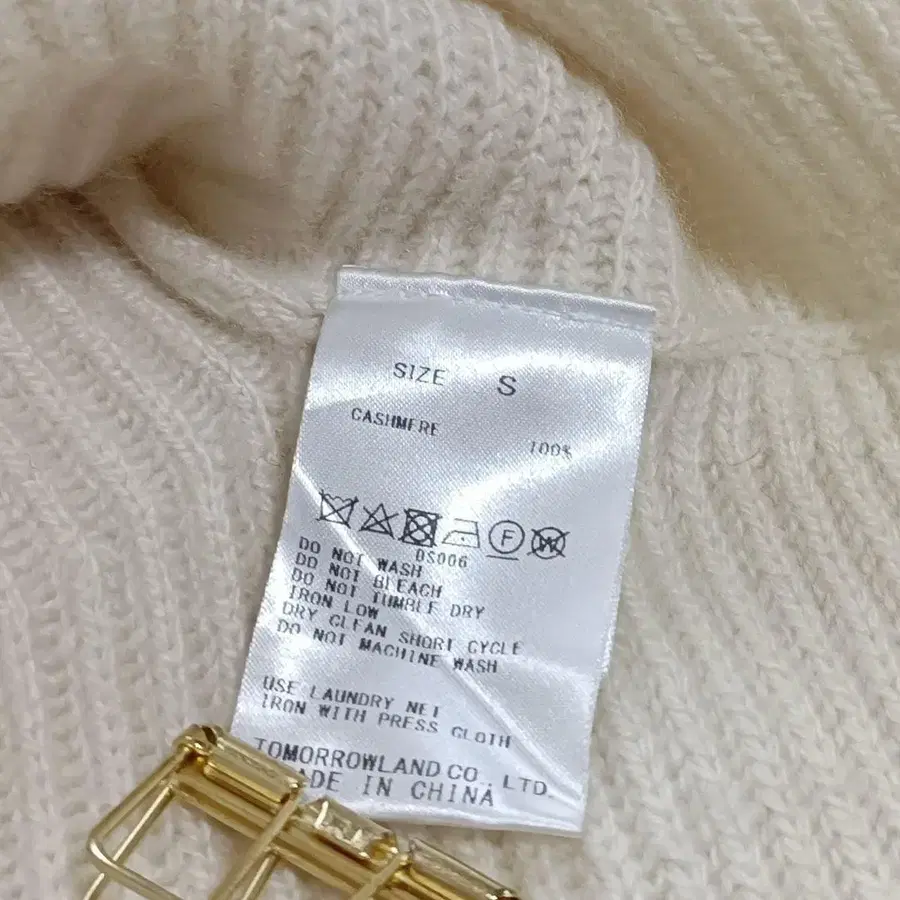 SIZE S
CASHMERE 100%
F W
DS006
DO NOT WASH
DO NOT BLEACH
DO NOT TUMBLE DRY
IRON LOW
DRY CLEAN SHORT CYCLE
DO NOT MACHINE WASH
USE LAUNDRY NET
IRON WITH PRESS CLOTH
TOMORROWLAND CO., LTD.
MADE IN CHINA